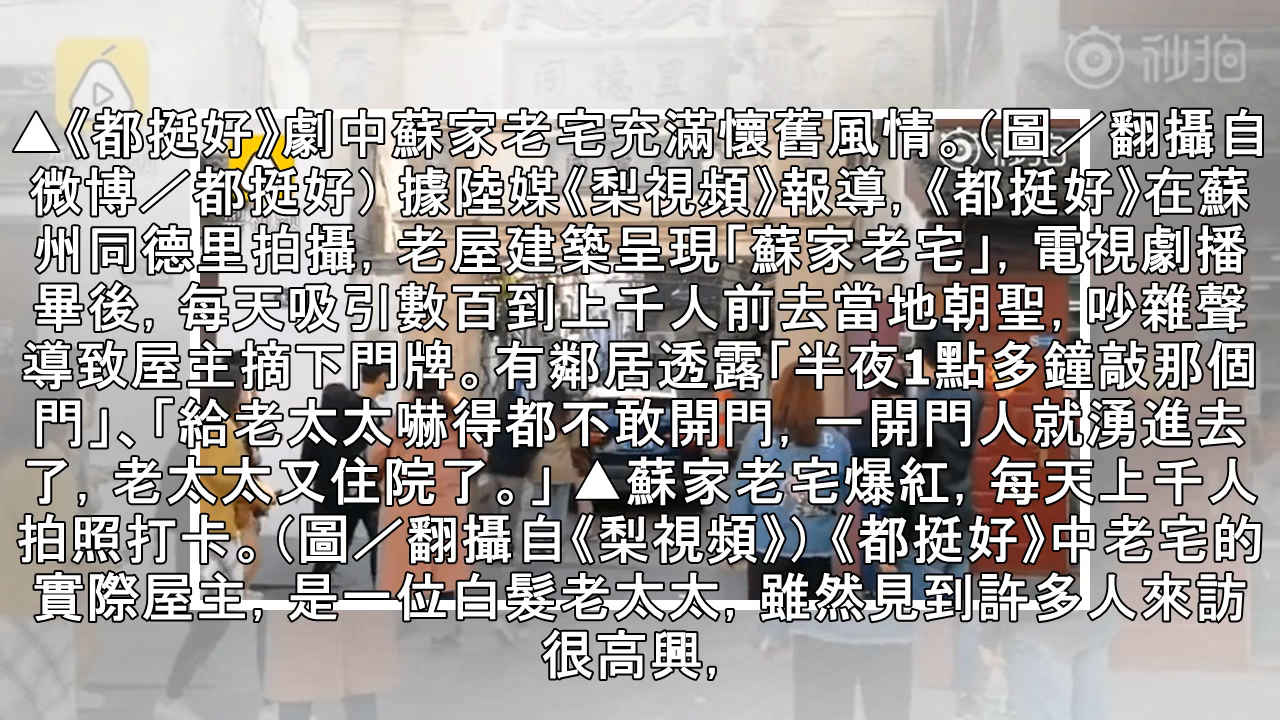 秒拍
同德里
▲《都挺好》劇中蘇家老宅充滿懷舊風情。(圖／翻攝自
微博／都挺好) 據陸媒《梨視頻》報導,《都挺好》在蘇
州同德里拍攝, 老屋建築呈現「蘇家老宅」, 電視劇播
畢後, 每天吸引數百到上千人前去當地朝聖, 吵雜聲
導致屋主摘下門牌。有鄰居透露「半夜1點多鐘敲那個
門」、「給老太太嚇得都不敢開門, 一開門人就湧進去
了, 老太太又住院了。」▲蘇家老宅爆紅, 每天上千人
拍照打卡。(圖／翻攝自《梨視頻》)《都挺好》中老宅的
實際屋主, 是一位白髮老太太, 雖然見到許多人來訪
很高興,